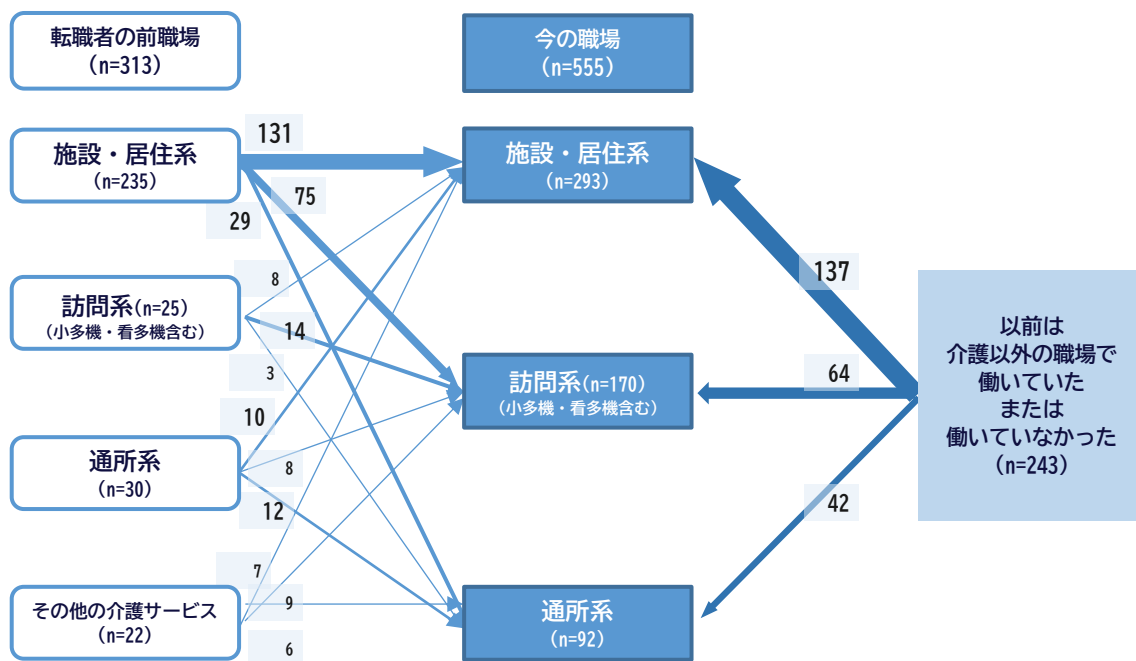 転職者の前職場
(n=313)
今の職場
(n=555)
施設・居住系
(n=235)
131
75
29
施設・居住系
(n=293)
137
訪問系(n=25)
(小多機・看多機含む)
8
14
3
訪問系(n=170)
(小多機・看多機含む)
64
以前は
介護以外の職場で
働いていた
または
働いていなかった
(n=243)
通所系
(n=30)
10
8
12
42
その他の介護サービス
(n=22)
7
9
6
通所系
(n=92)